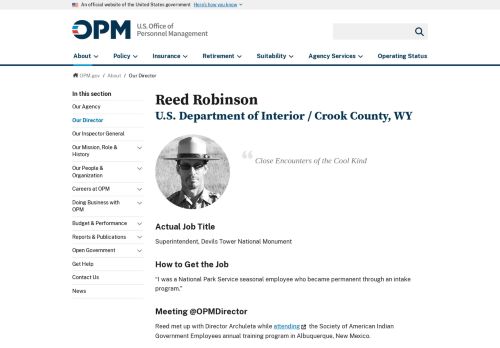 An official website of the United States government Here's how you know
OPM U.S. Office of
Personnel Management
About Policy Insurance Retirement Suitability Agency Services Operating Status
OPM.gov / About / Our Director
In this section
Our Agency
Our Director
Our Inspector General
Our Mission, Role &
History
Our People &
Organization
Careers at OPM
Doing Business with
OPM
Budget & Performance
Reports & Publications
Open Government
Get Help
Contact Us
News
Reed Robinson
U.S. Department of Interior / Crook County, WY
“ Close Encounters of the Cool Kind
Actual Job Title
Superintendent, Devils Tower National Monument
How to Get the Job
“I was a National Park Service seasonal employee who became permanent through an intake
program.”
Meeting @OPMDirector
Reed met up with Director Archuleta while attending the Society of American Indian
Government Employees annual training program in Albuquerque, New Mexico.